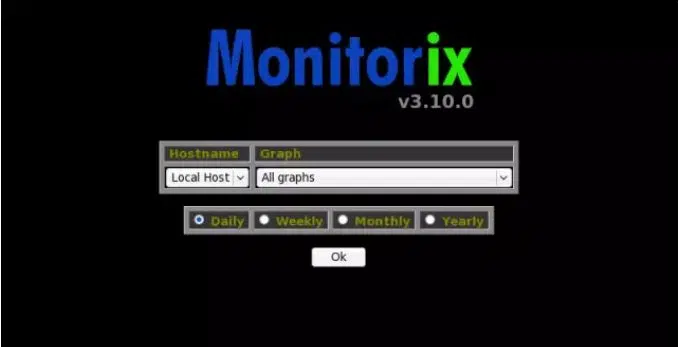 Monitorix
v3.10.0
Hostname Graph
Local Host All graphs
Daily Weekly Monthly Yearly
Ok